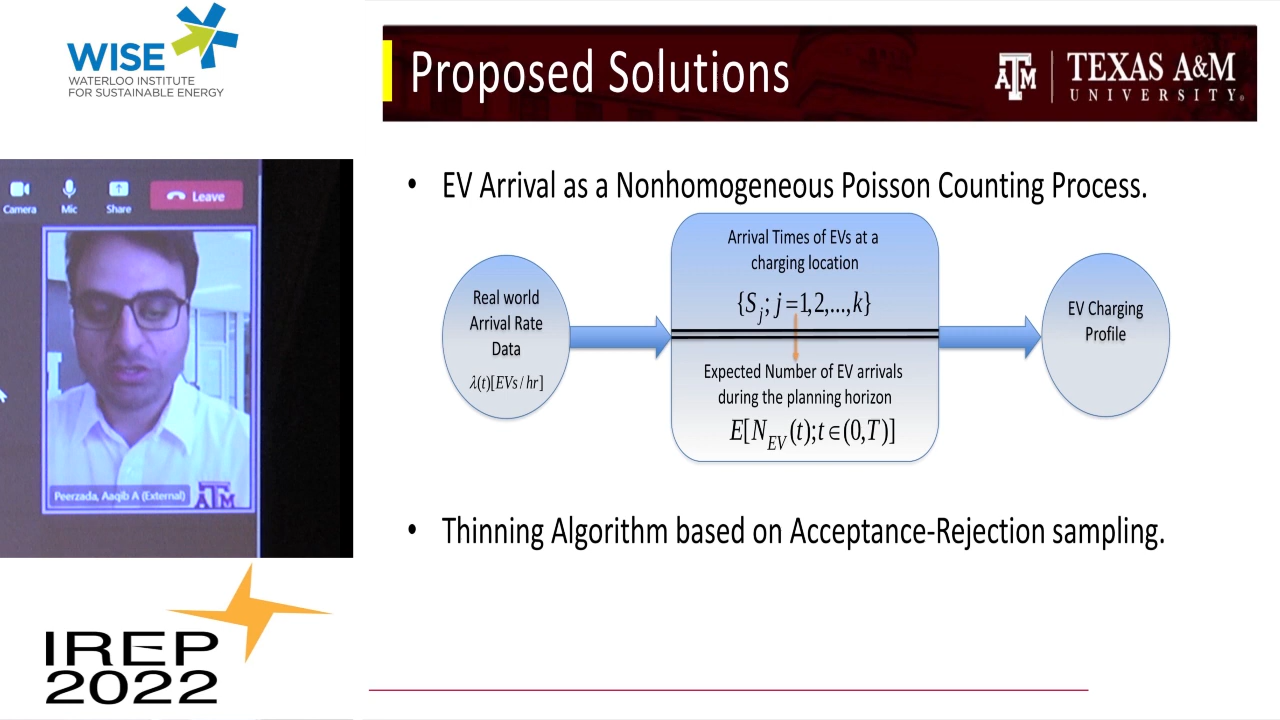 WISE
WATERLOO INSTITUTE
FOR SUSTAINABLE ENERGY
Proposed Solutions
ATM
TEXAS A&M
UNIVERSITY®
Camera
Mic
Share
Leave
Peerzada, Aaqib A (External)
ATM
• EV Arrival as a Nonhomogeneous Poisson Counting Process.
Real world
Arrival Rate
Data
λ(t)[EVs/hr]
Arrival Times of EVs at a
charging location
{S_j; j=1,2,...,k}
Expected Number of EV arrivals
during the planning horizon
E[N_EV(t);t∈(0,T)]
EV Charging
Profile
• Thinning Algorithm based on Acceptance-Rejection sampling.
IREP
2022